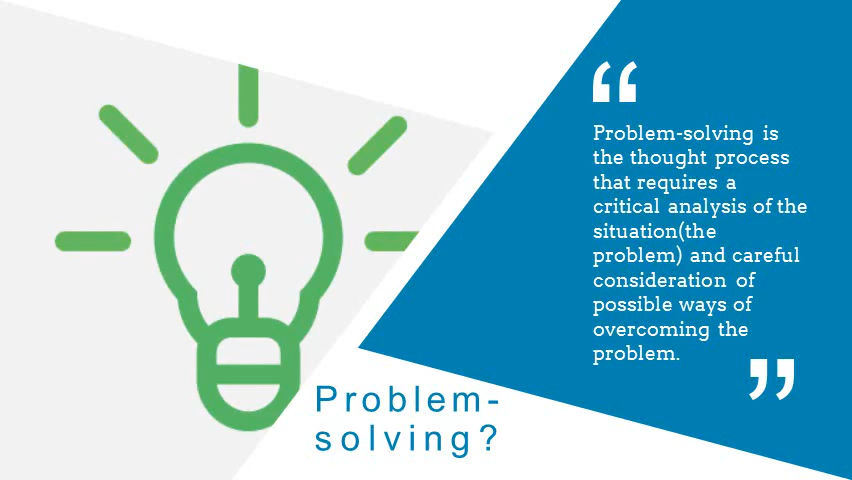 “
Problem-solving is
the thought process
that requires a
critical analysis of the
situation(the
problem) and careful
consideration of
possible ways of
overcoming the
problem.
”
Problem-
solving?